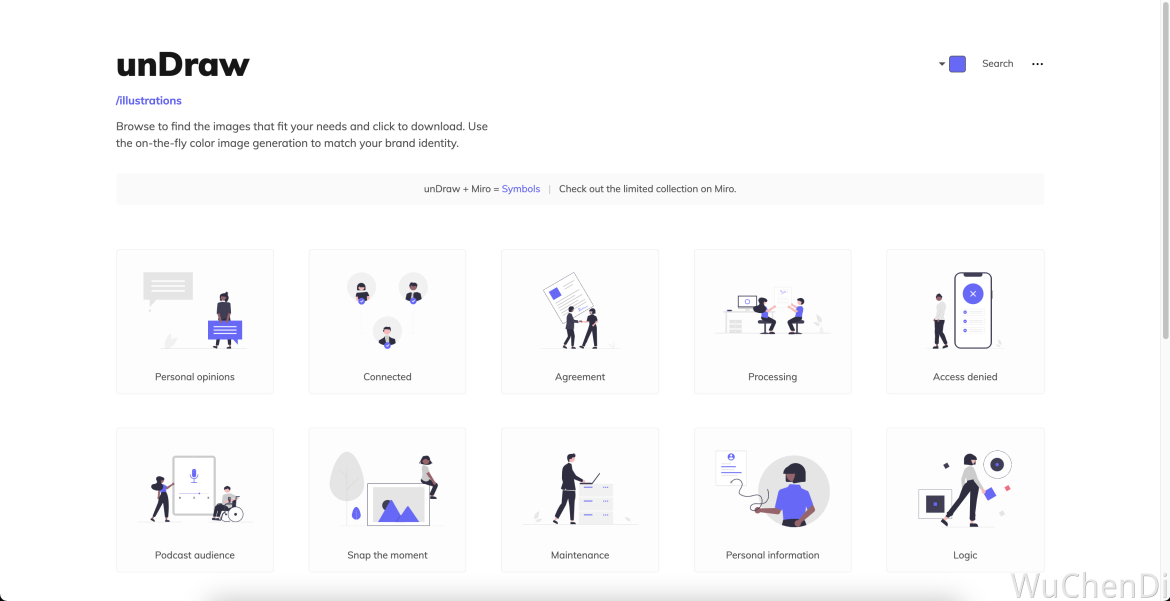 unDraw
Search
/illustrations
Browse to find the images that fit your needs and click to download. Use
the on-the-fly color image generation to match your brand identity.
unDraw + Miro = Symbols | Check out the limited collection on Miro.
Personal opinions
Connected
Agreement
Processing
Access denied
Podcast audience
Snap the moment
Maintenance
Personal information
Logic
WuChenDi